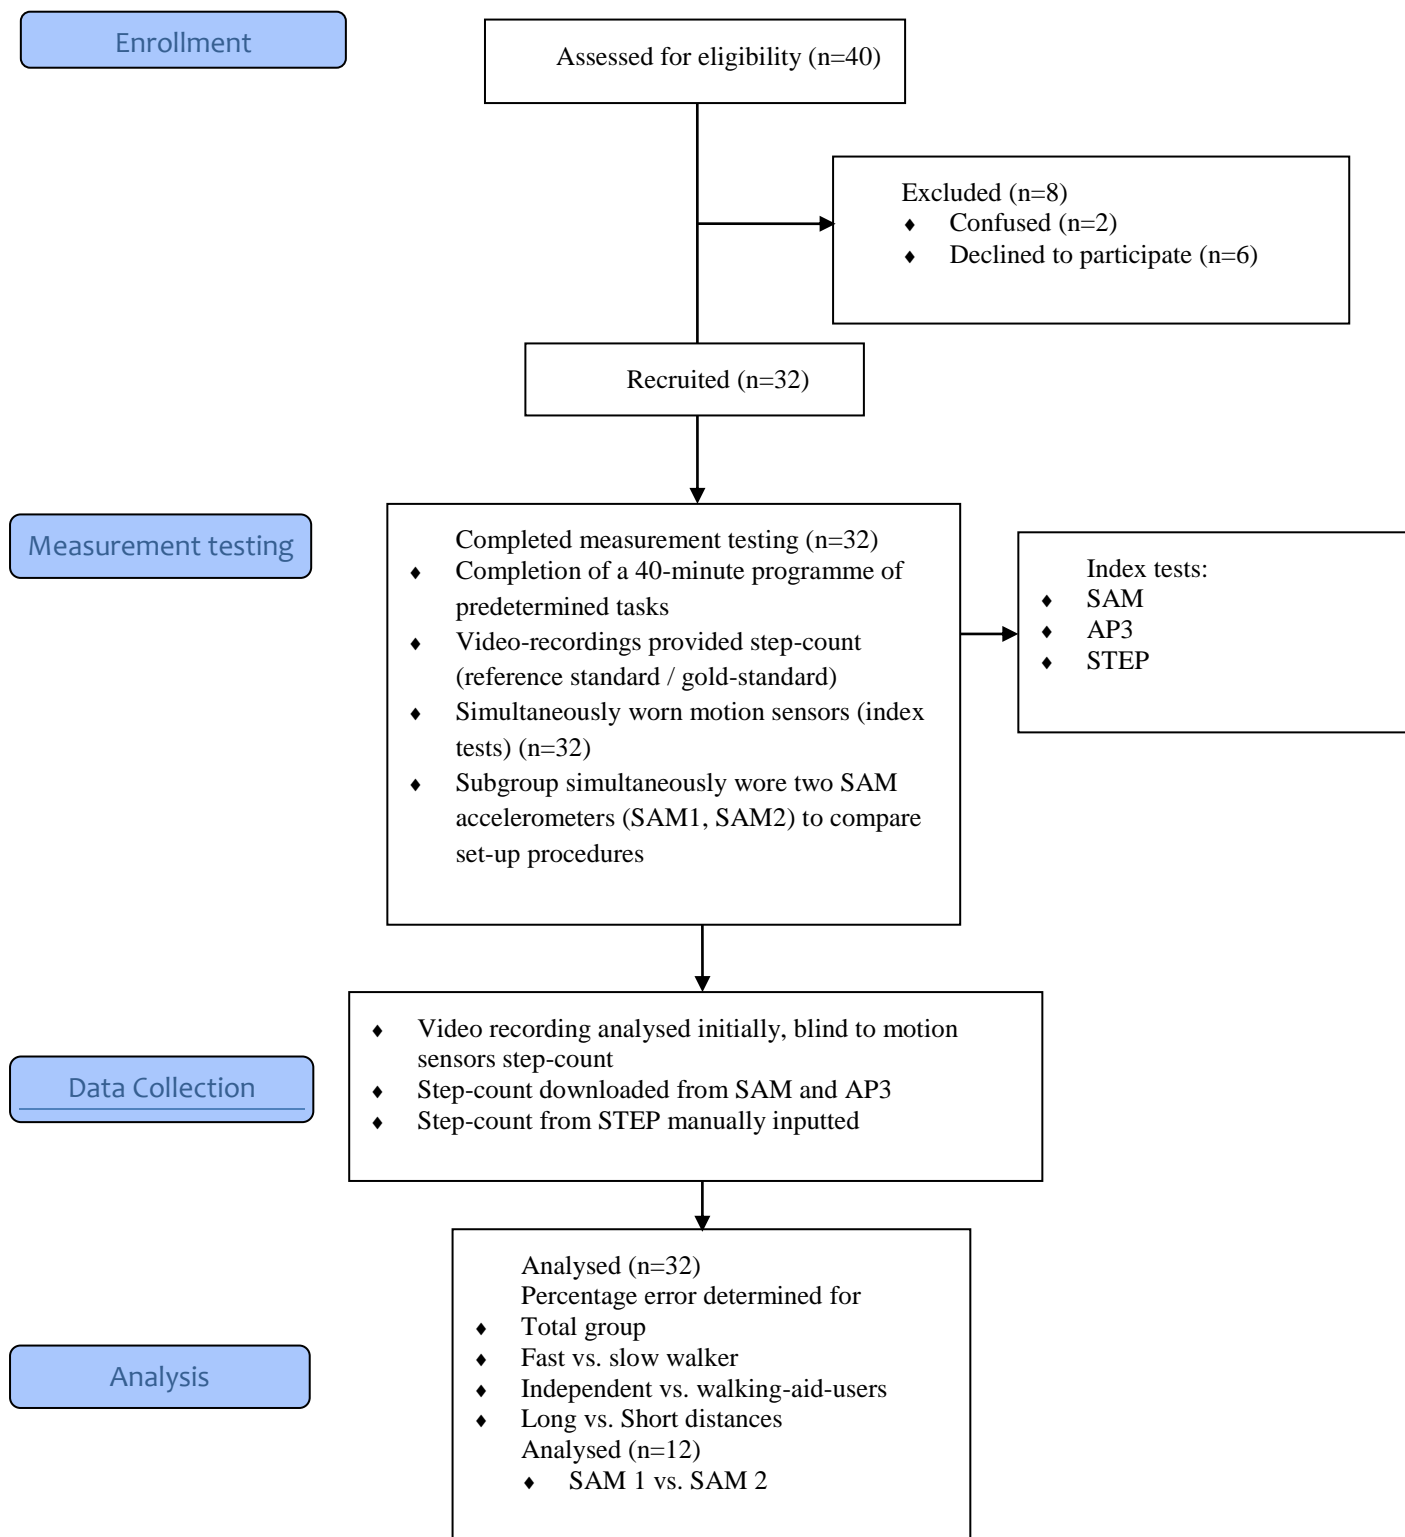 Enrollment
Assessed for eligibility (n=40)
Excluded (n=8)
♦ Confused (n=2)
♦ Declined to participate (n=6)
Recruited (n=32)
Measurement testing
Completed measurement testing (n=32)
♦ Completion of a 40-minute programme of
predetermined tasks
♦ Video-recordings provided step-count
(reference standard / gold-standard)
♦ Simultaneously worn motion sensors (index
tests) (n=32)
♦ Subgroup simultaneously wore two SAM
accelerometers (SAM1, SAM2) to compare
set-up procedures
Index tests:
♦ SAM
♦ AP3
♦ STEP
Data Collection
♦ Video recording analysed initially, blind to motion
sensors step-count
♦ Step-count downloaded from SAM and AP3
♦ Step-count from STEP manually inputted
Analysis
Analysed (n=32)
Percentage error determined for
♦ Total group
♦ Fast vs. slow walker
♦ Independent vs. walking-aid-users
♦ Long vs. Short distances
Analysed (n=12)
♦ SAM 1 vs. SAM 2